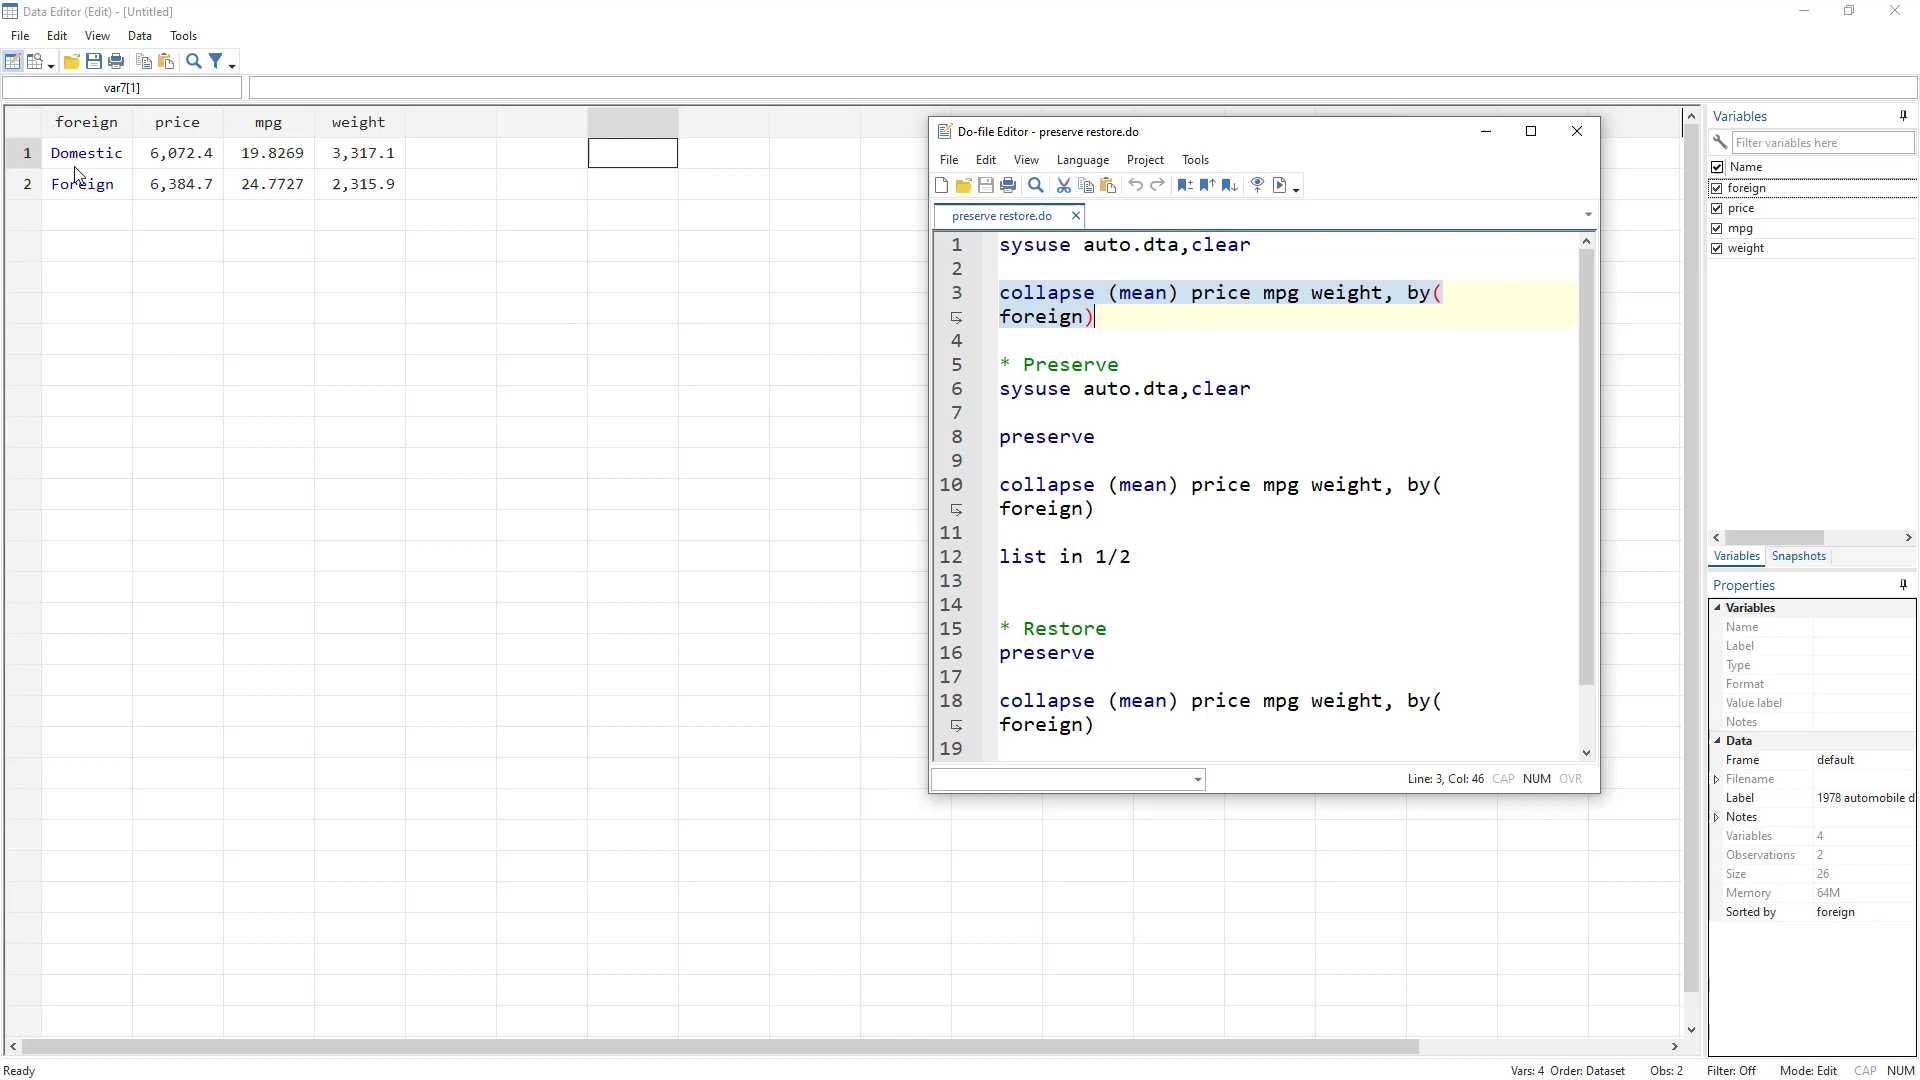 Data Editor (Edit) - [Untitled]
File Edit View Data Tools
var7[1]
foreign price mpg weight
1 Domestic 6,072.4 19.8269 3,317.1
2 Foreign 6,384.7 24.7727 2,315.9
Do-file Editor - preserve restore.do
File Edit View Language Project Tools
preserve restore.do
1 sysuse auto.dta,clear
2
3 collapse (mean) price mpg weight, by(
foreign)
4
5 * Preserve
6 sysuse auto.dta,clear
7
8 preserve
9
10 collapse (mean) price mpg weight, by(
foreign)
11
12 list in 1/2
13
14
15 * Restore
16 preserve
17
18 collapse (mean) price mpg weight, by(
foreign)
19
Line: 3, Col: 46 CAP NUM OVR
Variables
Filter variables here
Name
foreign
price
mpg
weight
Variables Snapshots
Properties
Variables
Name
Label
Type
Format
Value label
Notes
Data
Frame default
Filename
Label 1978 automobile d
Notes
Variables 4
Observations 2
Size 26
Memory 64M
Sorted by foreign
Ready
Vars: 4 Order: Dataset Obs: 2 Filter: Off Mode: Edit CAP NUM